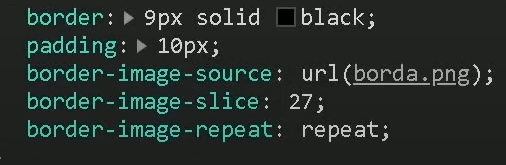 border: 9px solid black;
padding: 10px;
border-image-source: url(borda.png);
border-image-slice: 27;
border-image-repeat: repeat;